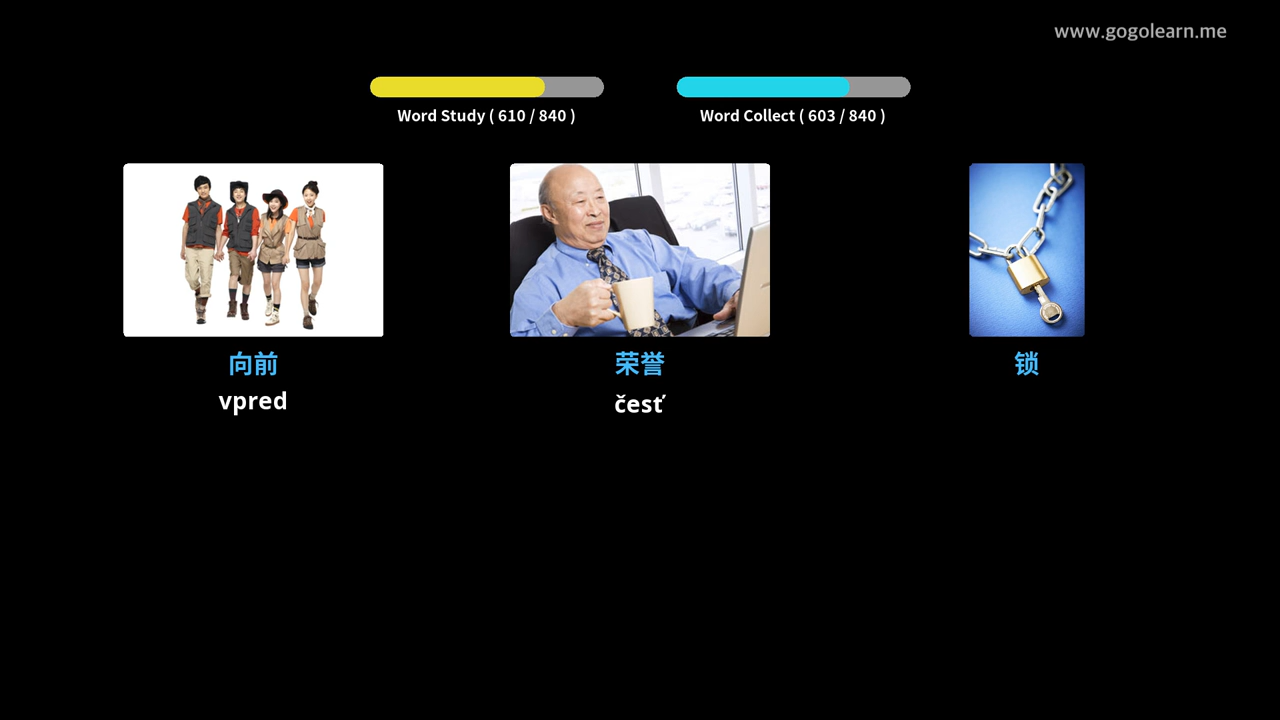 www.gogolearn.me
Word Study ( 610 / 840 )
Word Collect ( 603 / 840 )
向前
荣誉
锁
vpred
česť